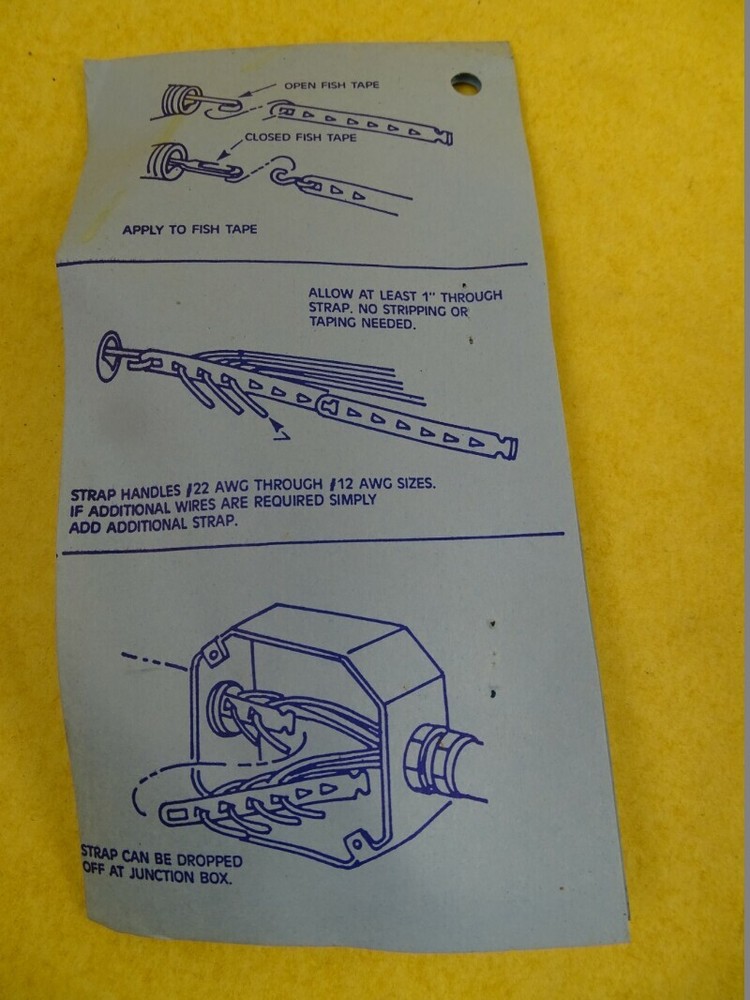 OPEN FISH TAPE
CLOSED FISH TAPE
APPLY TO FISH TAPE
ALLOW AT LEAST 1" THROUGH
STRAP. NO STRIPPING OR
TAPING NEEDED.
STRAP HANDLES #22 AWG THROUGH #12 AWG SIZES.
IF ADDITIONAL WIRES ARE REQUIRED SIMPLY
ADD ADDITIONAL STRAP.
STRAP CAN BE DROPPED
OFF AT JUNCTION BOX.